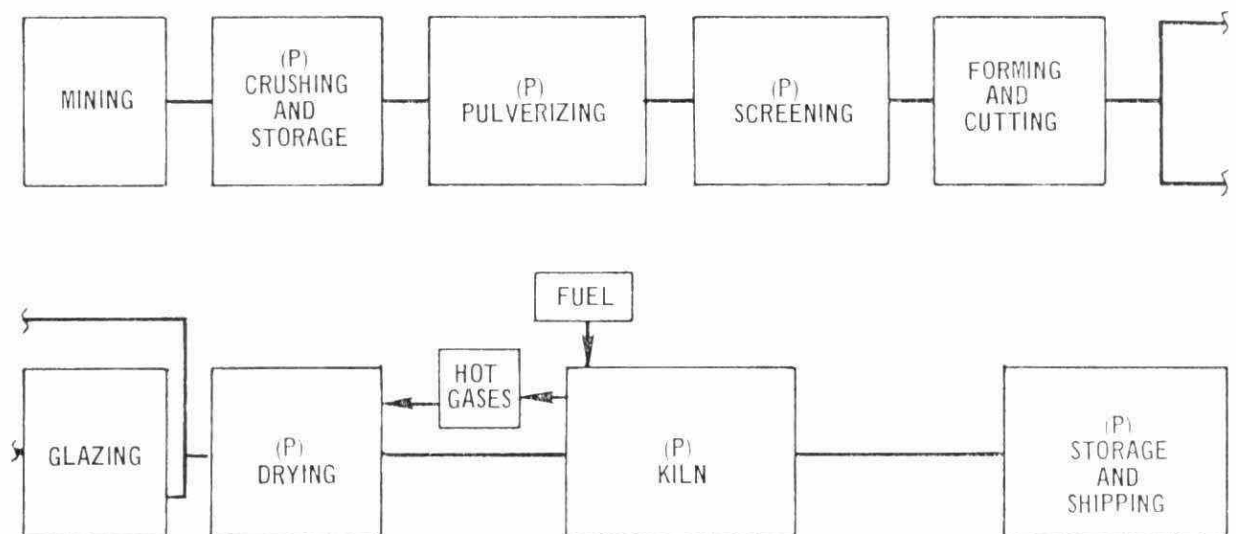 MINING
(P)
CRUSHING
AND
STORAGE
(P)
PULVERIZING
(P)
SCREENING
FORMING
AND
CUTTING
FUEL
HOT
GASES
GLAZING
(P)
DRYING
(P)
KILN
(P)
STORAGE
AND
SHIPPING